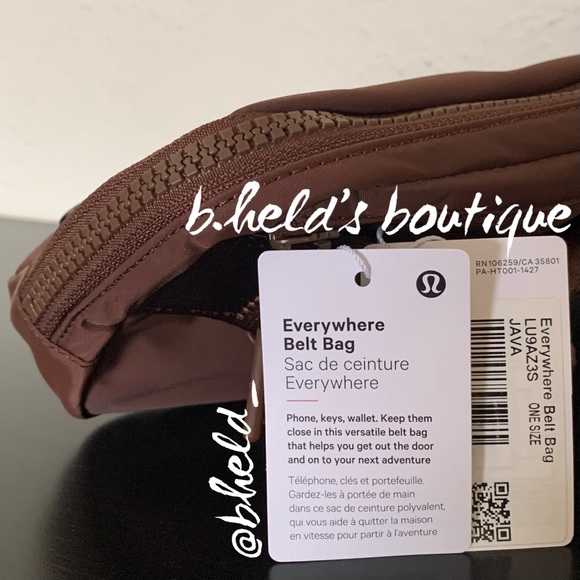 b.held's boutique
@bheld_
Everywhere
Belt Bag
Sac de ceinture
Everywhere
Phone, keys, wallet. Keep them
close in this versatile belt bag
that helps you get out the door
and on to your next adventure
Téléphone, clés et portefeuille.
Gardez-les à portée de main
dans ce sac de ceinture polyvalent,
qui vous aide à quitter la maison
en vitesse pour partir à l'aventure
RN106259/CA 35801
PA-HT001-1427
Everywhere Belt Bag
LU9AZ3S ONE SIZE
JAVA